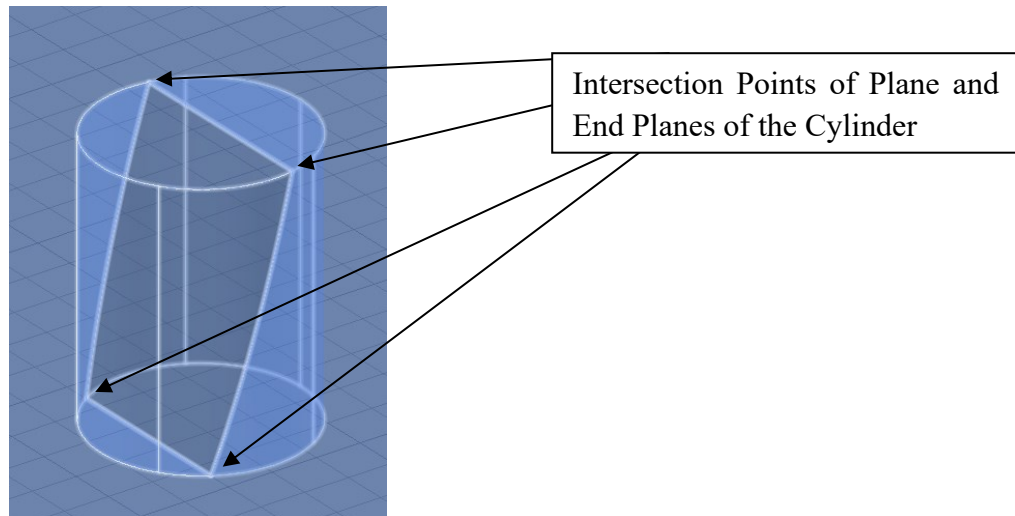 Intersection Points of Plane and
End Planes of the Cylinder